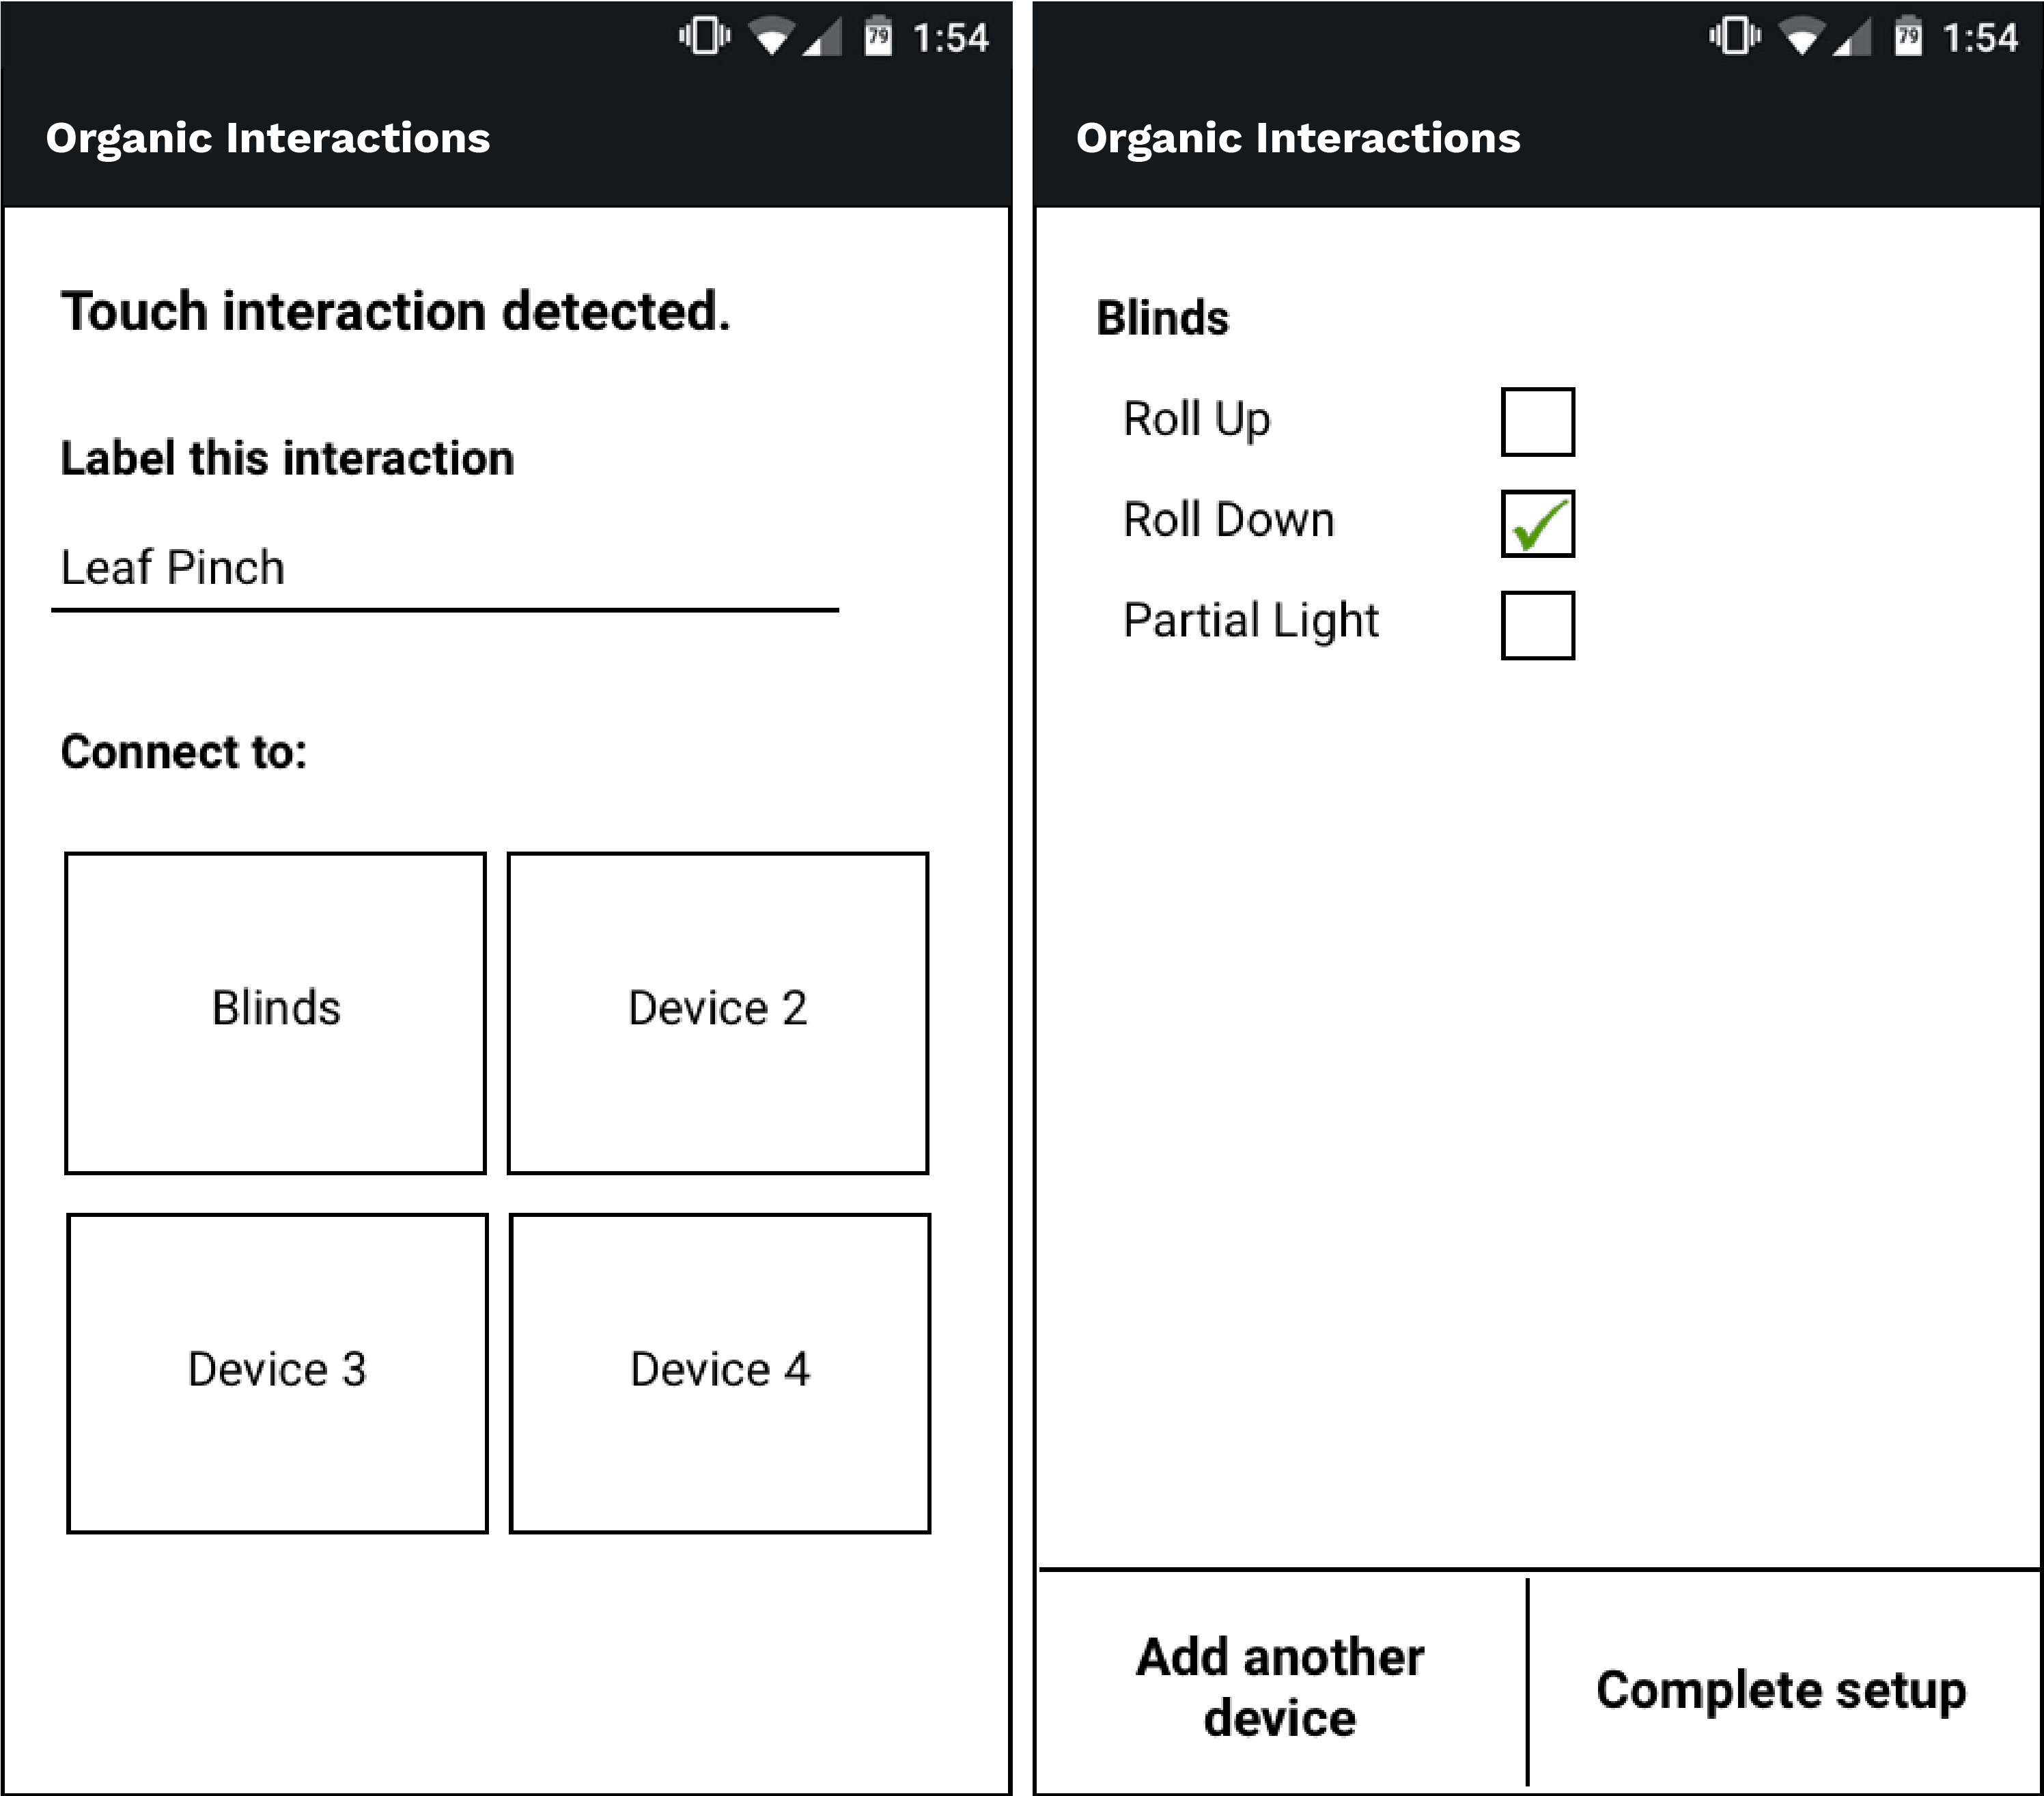 79 1:54
Organic Interactions
Touch interaction detected.
Label this interaction
Leaf Pinch
Connect to:
Blinds
Device 2
Device 3
Device 4
79 1:54
Organic Interactions
Blinds
Roll Up
Roll Down
Partial Light
Add another
device
Complete setup